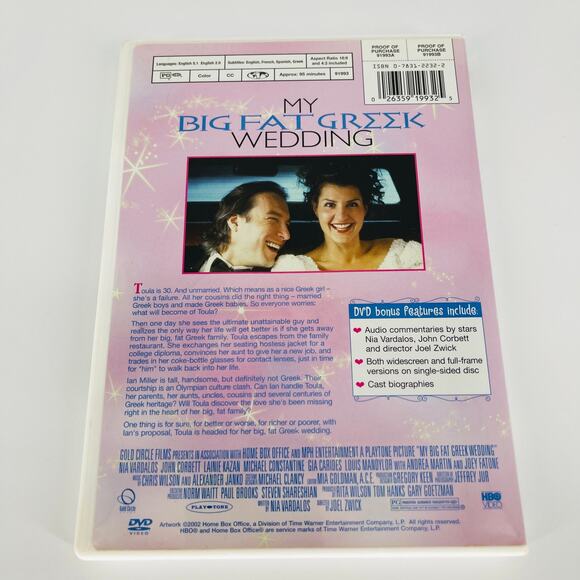 Languages: English 5.1 English 2.0
Subtitles: English, French, Spanish, Greek
Aspect Ratio 16:9
and 4:3 included
PG
Color
CC
Approx: 95 minutes
91993
PROOF OF
PURCHASE
91993A
PROOF OF
PURCHASE
91993B
ISBN 0-7831-2232-2
0 26359 19932 5
MY
BIG FAT GREEK
WEDDING
Toula is 30. And unmarried. Which means as a nice Greek girl –
she's a failure. All her cousins did the right thing – married
Greek boys and made Greek babies. So everyone worries:
what will become of Toula?
Then one day she sees the ultimate unattainable guy and
realizes the only way her life will get better is if she gets away
from her big, fat Greek family. Toula escapes from the family
restaurant. She exchanges her seating hostess jacket for a
college diploma, convinces her aunt to give her a new job, and
trades in her coke-bottle glasses for contact lenses, just in time
for "him" to walk back into her life.
Ian Miller is tall, handsome, but definitely not Greek. Their
courtship is an Olympian culture clash. Can Ian handle Toula,
her parents, her aunts, uncles, cousins and several centuries of
Greek heritage? Will Toula discover the love she's been missing
right in the heart of her big, fat family?
One thing is for sure, for better or worse, for richer or poorer, with
Ian's proposal, Toula is headed for her big, fat Greek wedding.
DVD bonus features include:
Audio commentaries by stars
Nia Vardalos, John Corbett
and director Joel Zwick
Both widescreen and full-frame
versions on single-sided disc
Cast biographies
GOLD CIRCLE FILMS PRESENTS IN ASSOCIATION WITH HOME BOX OFFICE AND MPH ENTERTAINMENT A PLAYTONE PICTURE "MY BIG FAT GREEK WEDDING"
NIA VARDALOS JOHN CORBETT LAINIE KAZAN MICHAEL CONSTANTINE GIA CARIDES LOUIS MANDYLOR WITH ANDREA MARTIN AND JOEY FATONE
CHRIS WILSON AND ALEXANDER JANKO MICHAEL CLANCY MIA GOLDMAN, A.C.E. GREGORY KEEN JEFFREY JUR
NORM WAITT PAUL BROOKS STEVEN SHARESHIAN RITA WILSON TOM HANKS GARY GOETZMAN
NIA VARDALOS JOEL ZWICK
Gold Circle
PLAY-TONE
PG
HBO
VIDEO
DVD
VIDEO
Artwork ©2002 Home Box Office, a Division of Time Warner Entertainment Company, L.P. All rights reserved.
HBO® and Home Box Office® are service marks of Time Warner Entertainment Company, L.P.